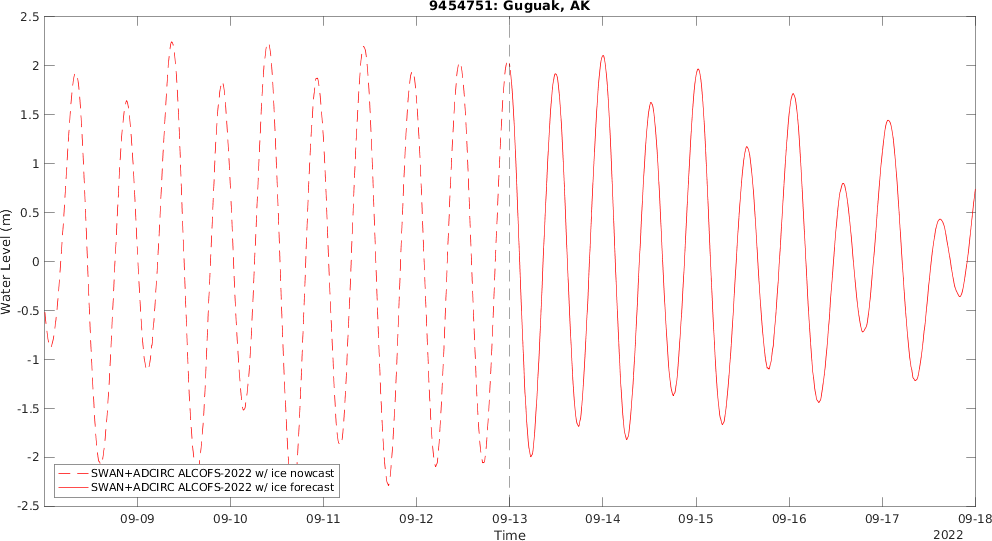 9454751: Guguak, AK
2.5
2
1.5
1
0.5
0
-0.5
-1
-1.5
-2
-2.5
Water Level (m)
SWAN+ADCIRC ALCOFS-2022 w/ ice nowcast
SWAN+ADCIRC ALCOFS-2022 w/ ice forecast
09-09 09-10 09-11 09-12 09-13 09-14 09-15 09-16 09-17 09-18
Time
2022